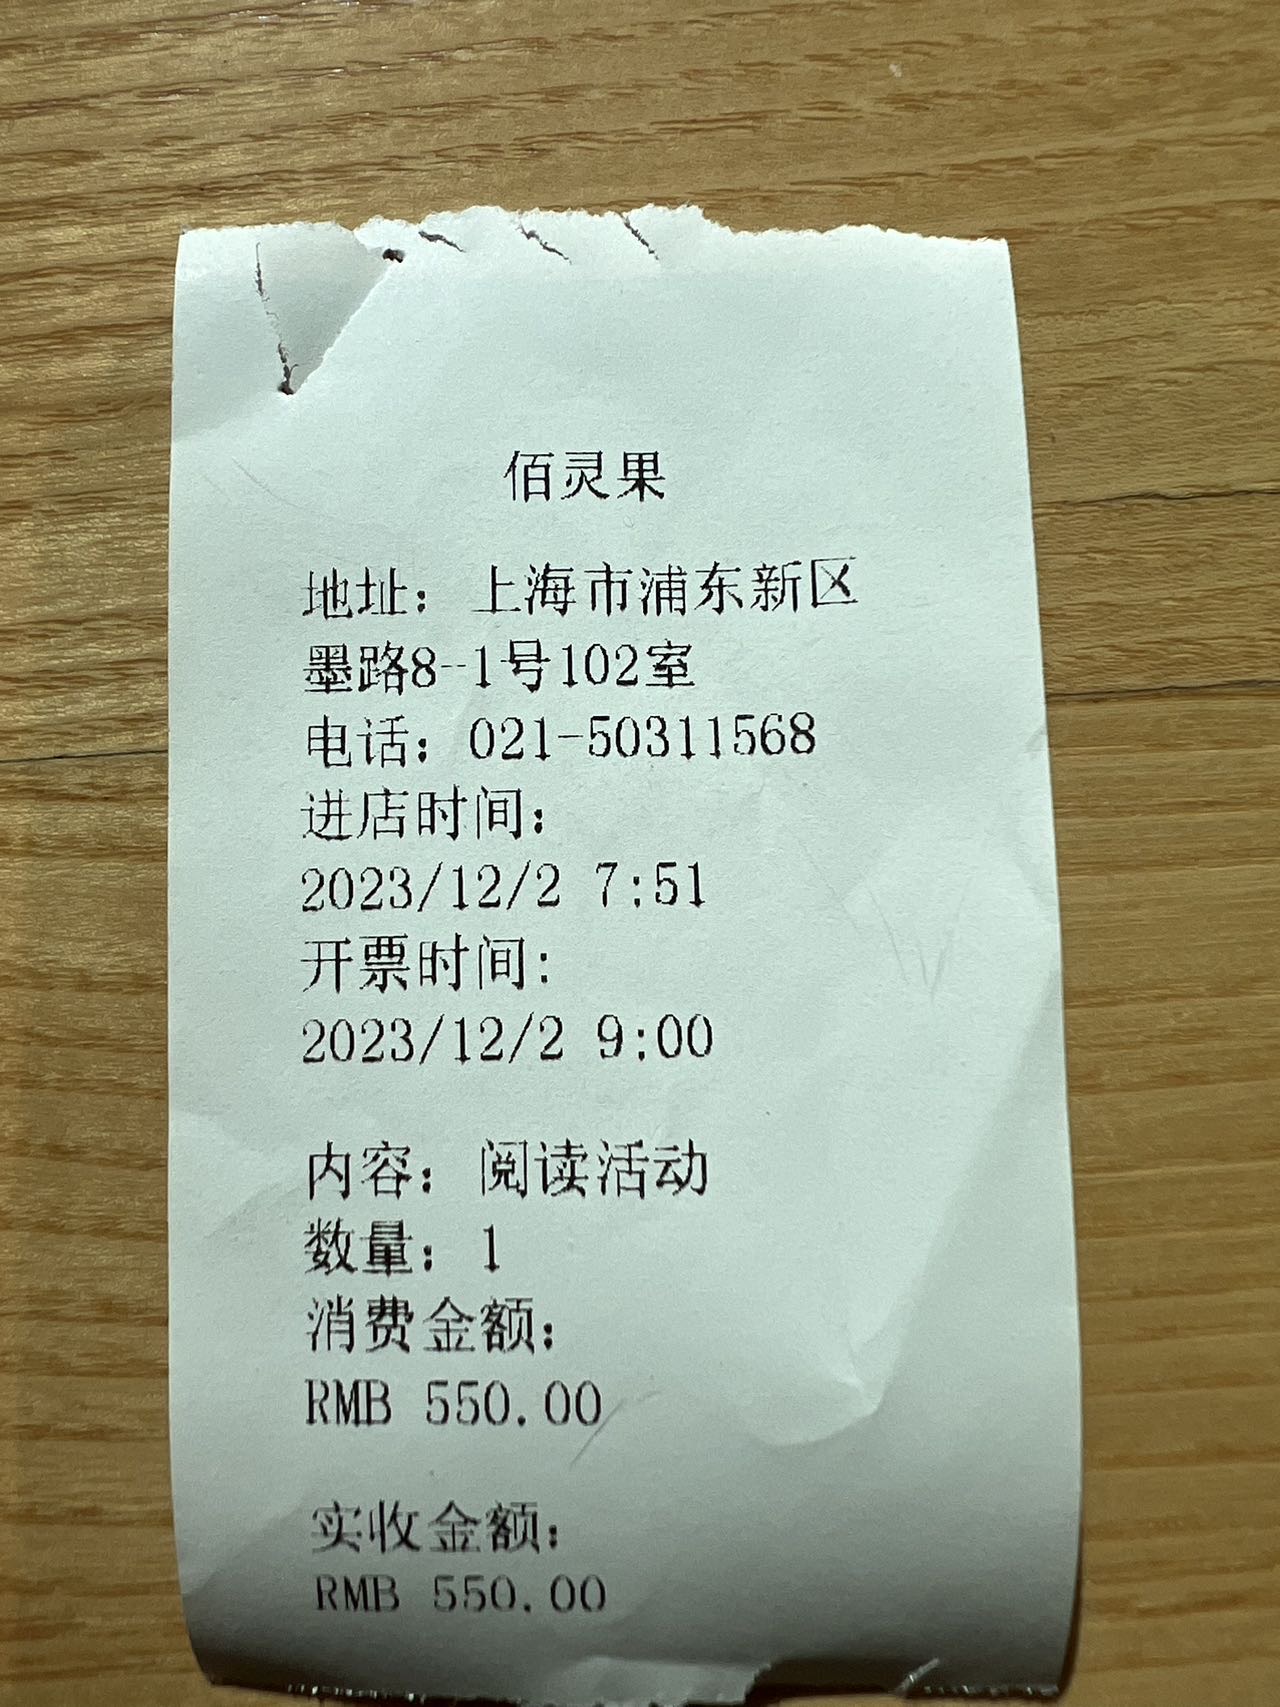 佰灵果
地址：上海市浦东新区
墨路8-1号102室
电话：021-50311568
进店时间：
2023/12/2 7:51
开票时间：
2023/12/2 9:00
内容：阅读活动
数量：1
消费金额：
RMB 550.00
实收金额：
RMB 550.00